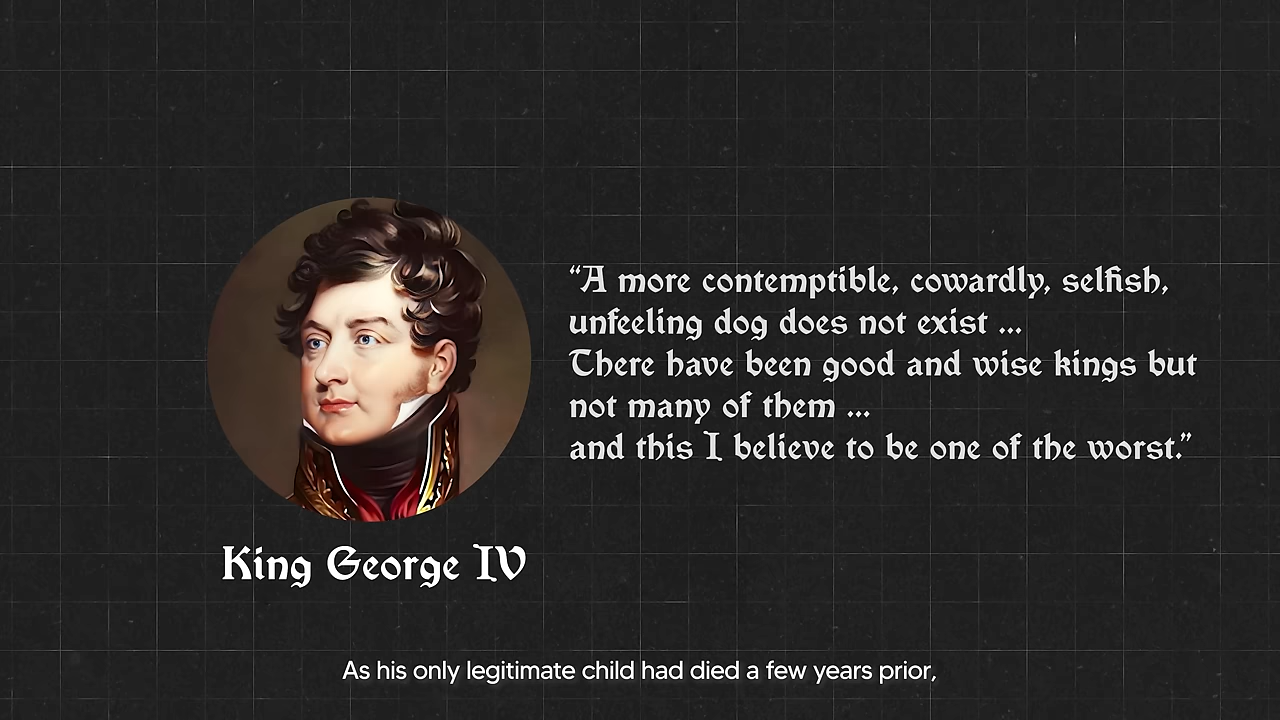 “A more contemptible, cowardly, selfish,
unfeeling dog does not exist ...
There have been good and wise kings but
not many of them ...
and this I believe to be one of the worst.”
King George IV
As his only legitimate child had died a few years prior,